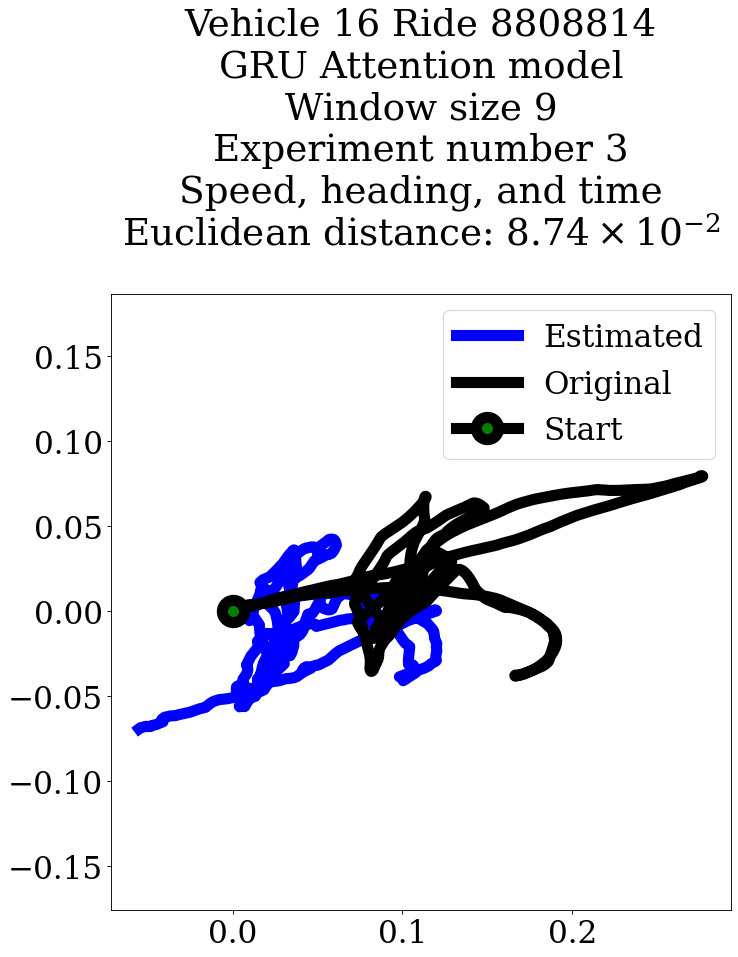 Vehicle 16 Ride 8808814
GRU Attention model
Window size 9
Experiment number 3
Speed, heading, and time
Euclidean distance: 8.74 × 10⁻²
Estimated
Original
Start
0.15
0.10
0.05
0.00
−0.05
−0.10
−0.15
0.0 0.1 0.2